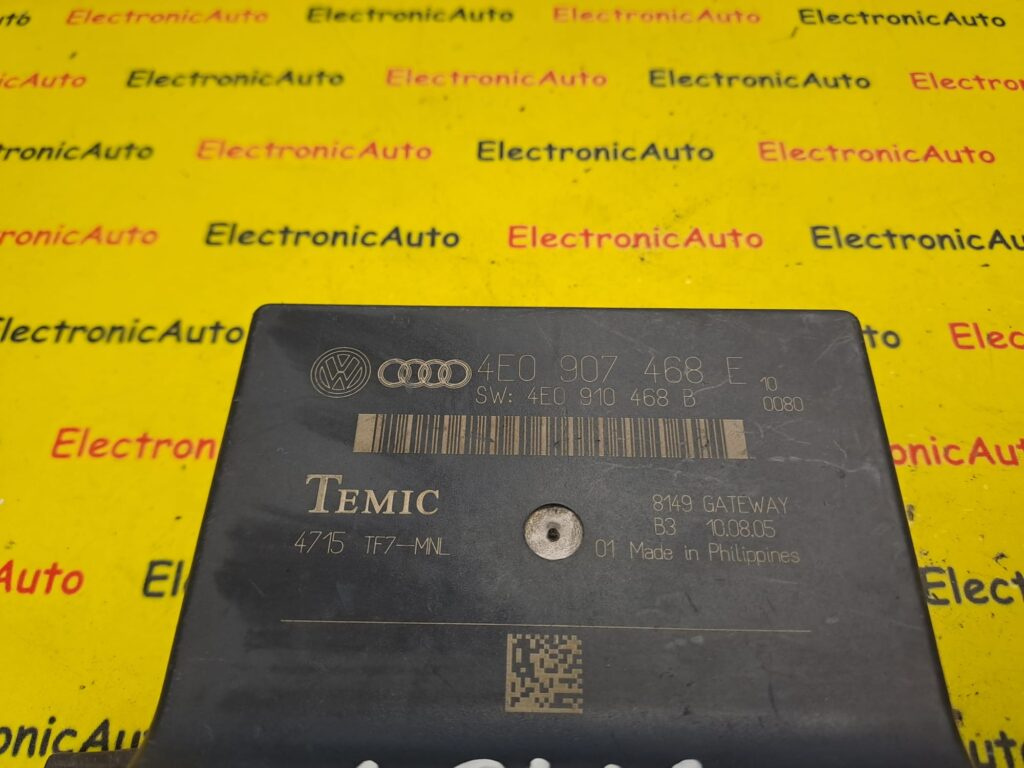 ElectronicAuto ElectronicAuto ElectronicAuto
ElectronicAuto ElectronicAuto ElectronicAuto
ElectronicAuto ElectronicAuto ElectronicAuto
ElectronicAuto ElectronicAuto
ElectronicAuto
4E0 907 468 E
SW: 4E0 910 468 B
10
0080
TEMIC
4715 TF7-MNL
8149 GATEWAY
B3 10.08.05
01 Made in Philippines